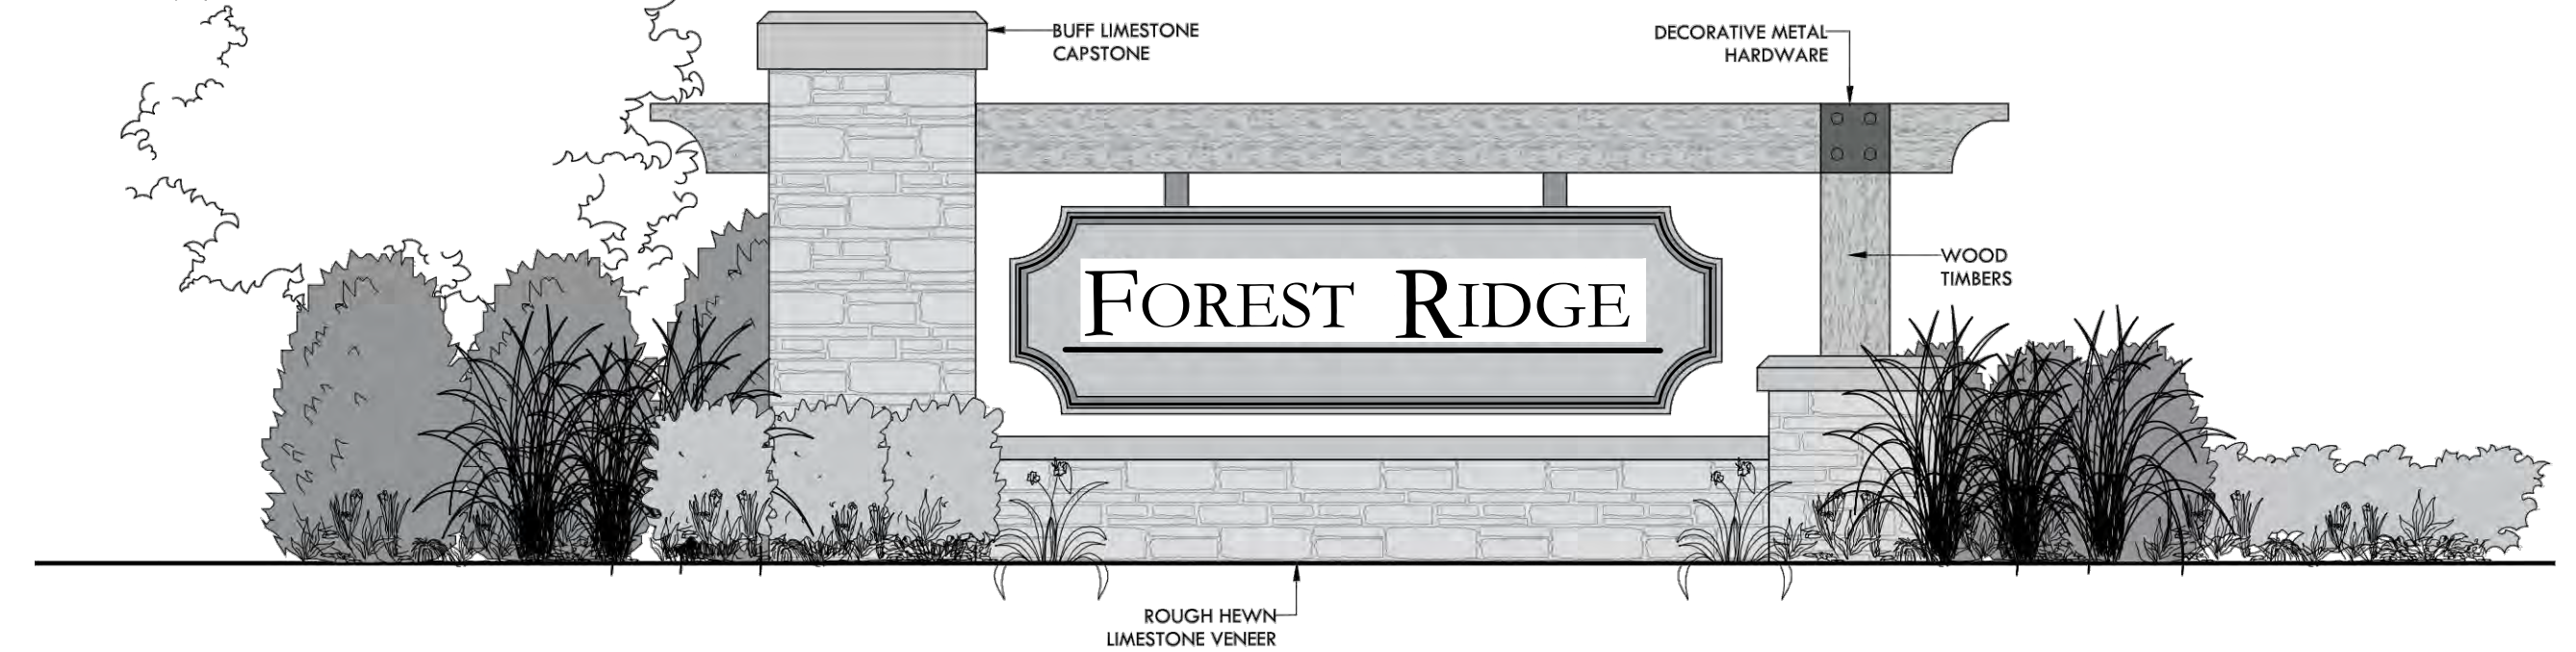 BUFF LIMESTONE
CAPSTONE
DECORATIVE METAL
HARDWARE
WOOD
TIMBERS
FOREST RIDGE
ROUGH HEWN
LIMESTONE VENEER